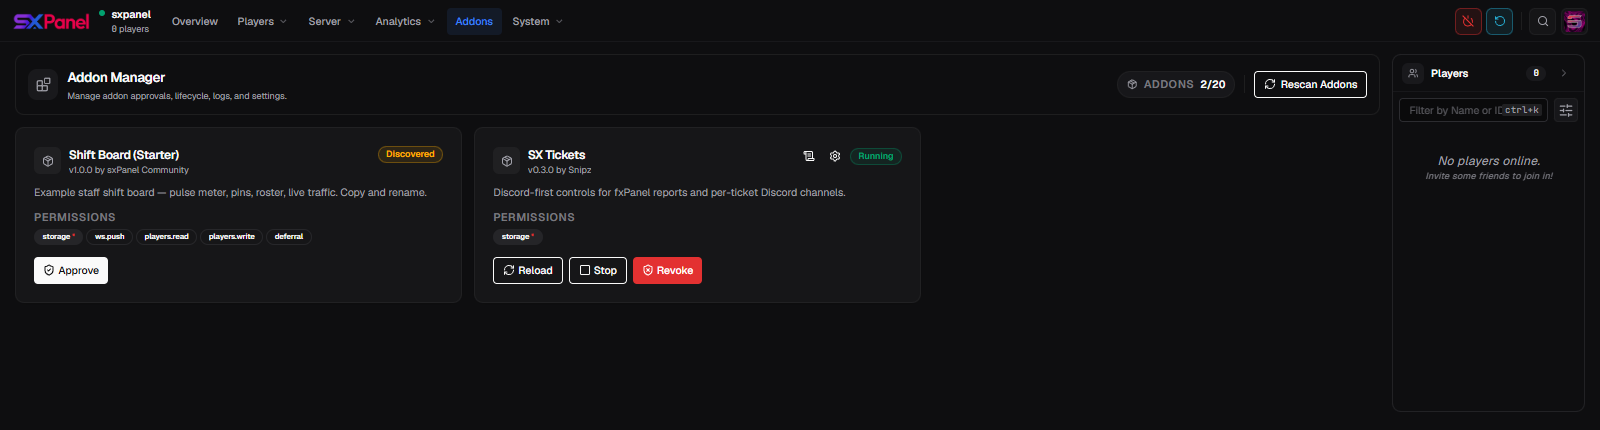 SXPanel
sxpanel
0 players
Overview
Players
Server
Analytics
Addons
System
Addon Manager
Manage addon approvals, lifecycle, logs, and settings.
ADDONS 2/20
Rescan Addons
Shift Board (Starter)
v1.0.0 by sxPanel Community
Discovered
Example staff shift board — pulse meter, pins, roster, live traffic. Copy and rename.
PERMISSIONS
storage * ws.push players.read players.write deferral
Approve
SX Tickets
v0.3.0 by Snipz
Running
Discord-first controls for fxPanel reports and per-ticket Discord channels.
PERMISSIONS
storage *
Reload Stop Revoke
Players 0
Filter by Name or ID
ctrl+k
No players online.
Invite some friends to join in!